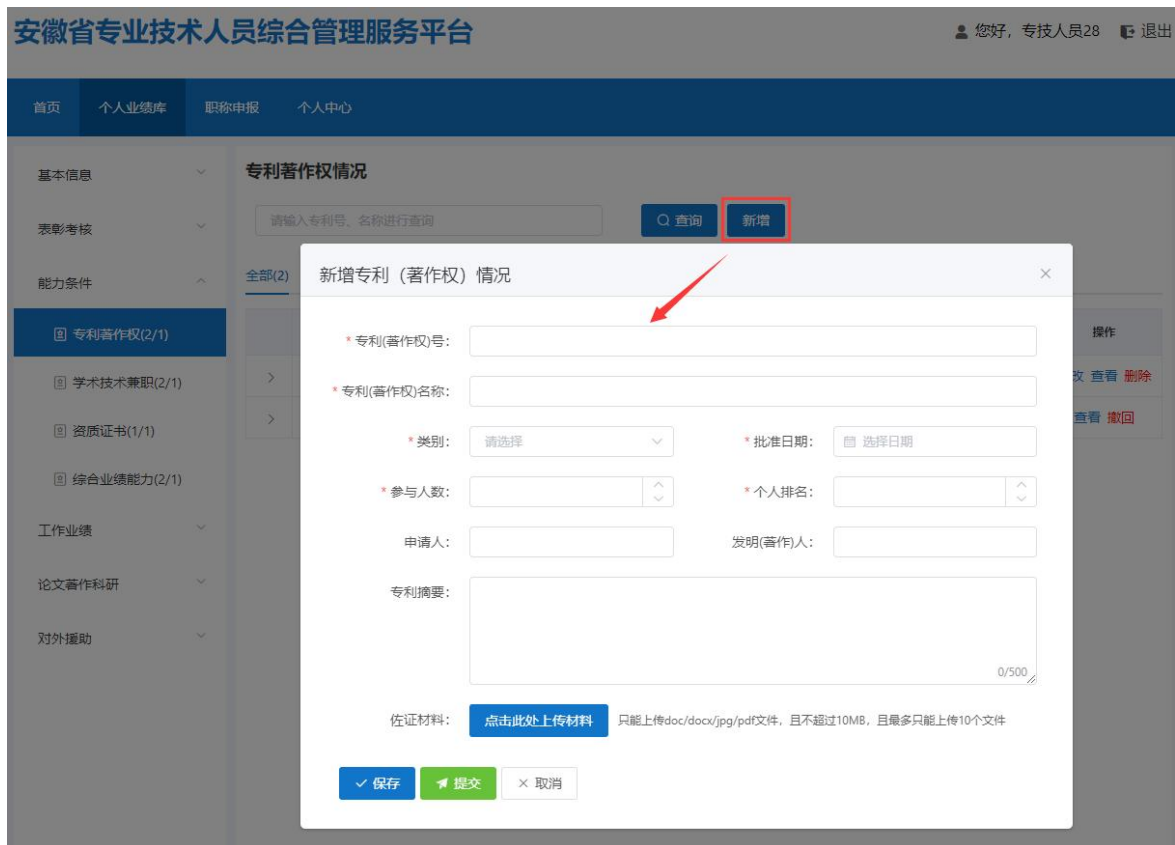 安徽省专业技术人员综合管理服务平台
您好，专技人员28 退出
首页 个人业绩库 职称申报 个人中心
基本信息
表彰考核
能力条件
专利著作权(2/1)
学术技术兼职(2/1)
资质证书(1/1)
综合业绩能力(2/1)
工作业绩
论文著作科研
对外援助
专利著作权情况
请输入专利号、名称进行查询 查询 新增
全部(2)
操作
改 查看 删除
查看 撤回
新增专利（著作权）情况
* 专利(著作权)号：
* 专利(著作权)名称：
* 类别： 请选择 * 批准日期： 选择日期
* 参与人数： * 个人排名：
申请人： 发明(著作)人：
专利摘要：
0/500
佐证材料： 点击此处上传材料 只能上传doc/docx/jpg/pdf文件，且不超过10MB，且最多只能上传10个文件
保存 提交 取消